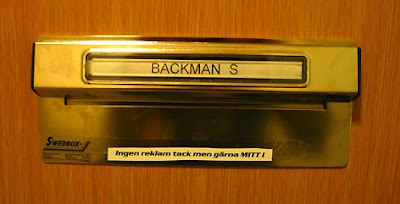 BACKMAN S
SWEDBOX
Ingen reklam tack men gärna MITT I